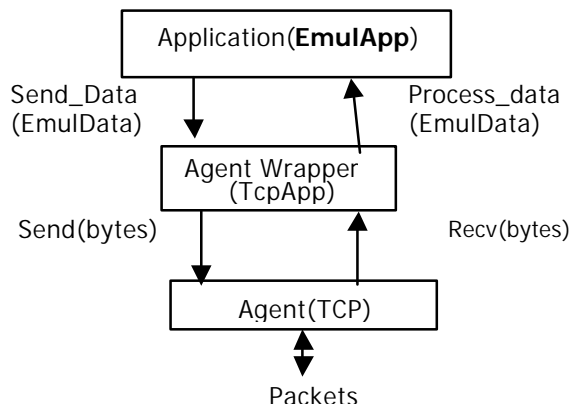 Application(EmulApp)
Send_Data
(EmulData)
Process_data
(EmulData)
Agent Wrapper
(TcpApp)
Send(bytes)
Recv(bytes)
Agent(TCP)
Packets